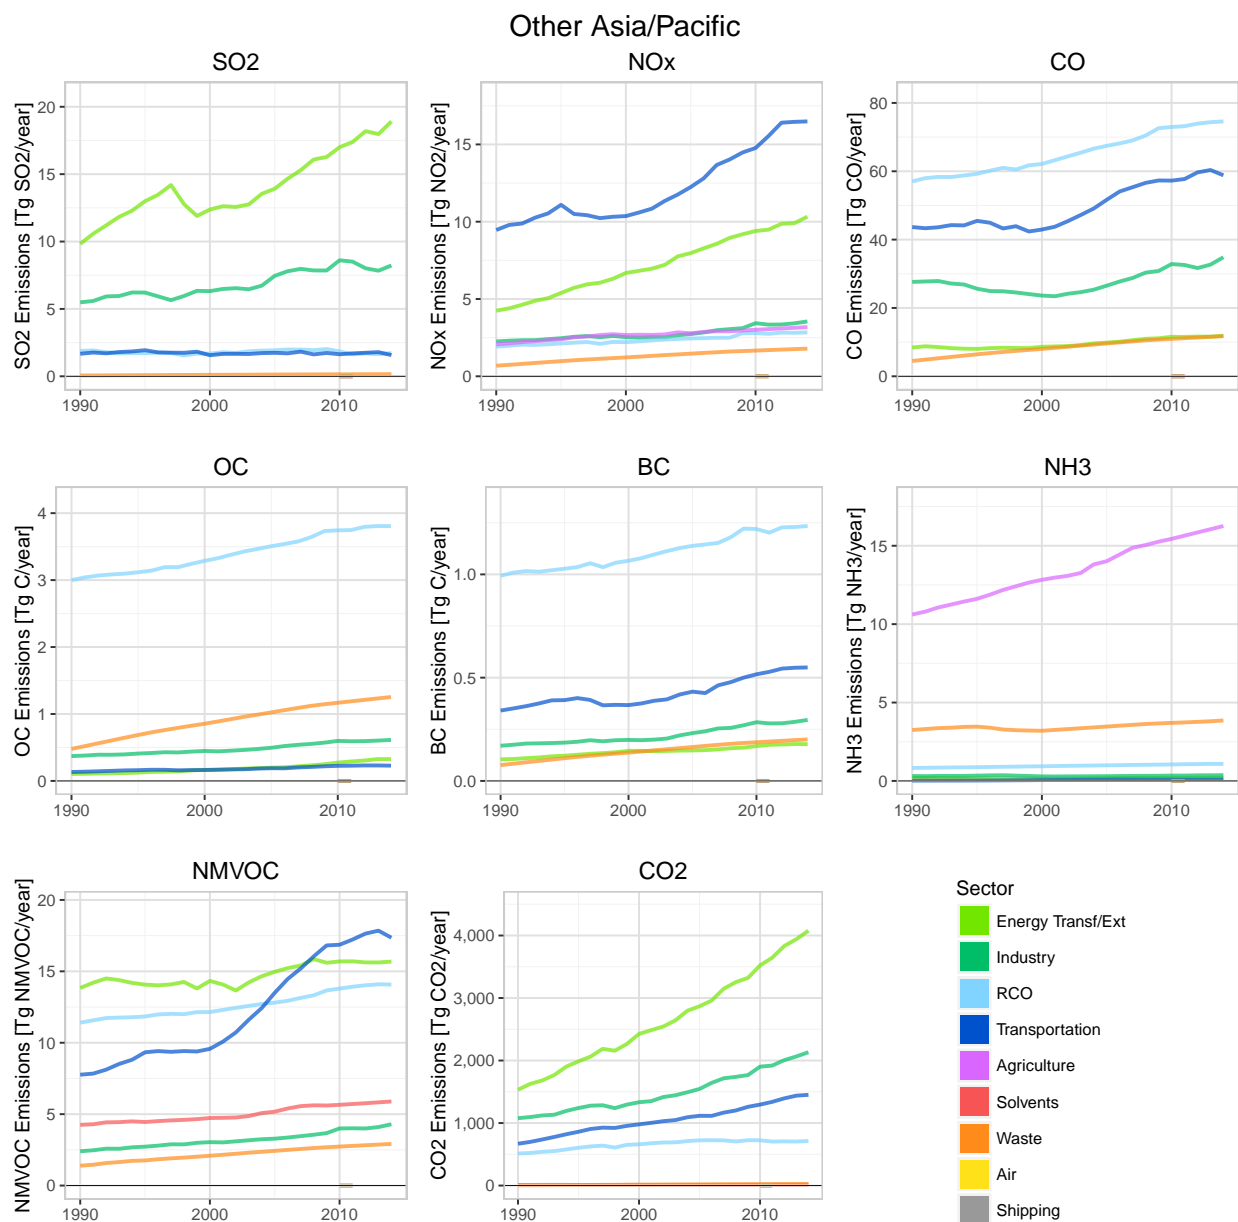 Other Asia/Pacific
SO2
SO2 Emissions [Tg SO2/year]
20
15
10
5
0
1990
2000
2010
NOx
NOx Emissions [Tg NO2/year]
15
10
5
0
1990
2000
2010
CO
CO Emissions [Tg CO/year]
80
60
40
20
0
1990
2000
2010
OC
OC Emissions [Tg C/year]
4
3
2
1
0
1990
2000
2010
BC
BC Emissions [Tg C/year]
1.0
0.5
0.0
1990
2000
2010
NH3
NH3 Emissions [Tg NH3/year]
15
10
5
0
1990
2000
2010
NMVOC
NMVOC Emissions [Tg NMVOC/year]
20
15
10
5
0
1990
2000
2010
CO2
CO2 Emissions [Tg CO2/year]
4,000
3,000
2,000
1,000
0
1990
2000
2010
Sector
Energy Transf/Ext
Industry
RCO
Transportation
Agriculture
Solvents
Waste
Air
Shipping